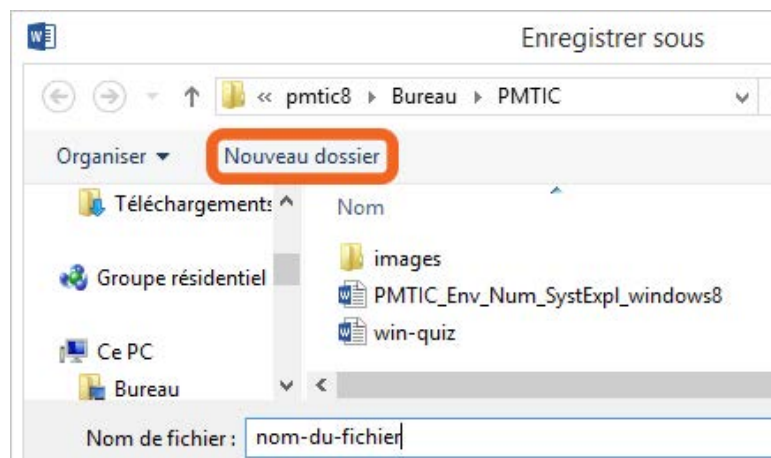 Enregistrer sous
« pmtic8 Bureau PMTIC
Organiser Nouveau dossier
Téléchargements
Nom
images
Groupe résidentiel
PMTIC_Env_Num_SystExpl_windows8
win-quiz
Ce PC
Bureau
Nom de fichier : nom-du-fichier